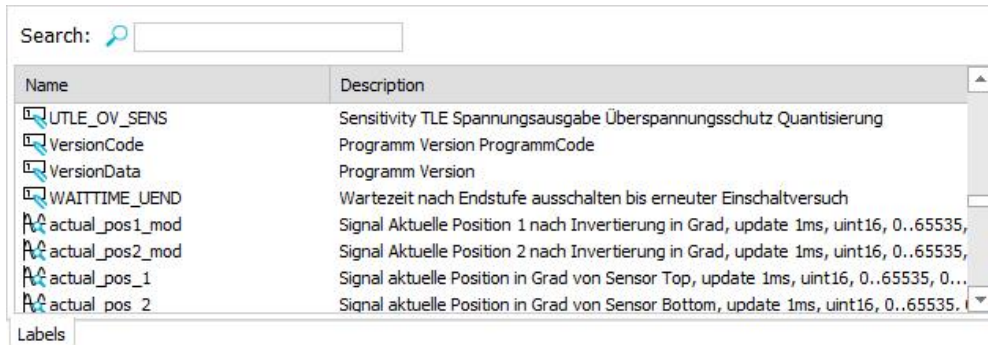 Search:
Name Description
UTLE_OV_SENS Sensitivity TLE Spannungsausgabe Überspannungsschutz Quantisierung
VersionCode Programm Version ProgrammCode
VersionData Programm Version
WAITTIME_UEND Wartezeit nach Endstufe ausschalten bis erneuter Einschaltversuch
actual_pos1_mod Signal Aktuelle Position 1 nach Invertierung in Grad, update 1ms, uint16, 0..65535,
actual_pos2_mod Signal Aktuelle Position 2 nach Invertierung in Grad, update 1ms, uint16, 0..65535,
actual_pos_1 Signal aktuelle Position in Grad von Sensor Top, update 1ms, uint16, 0..65535, 0...
actual_pos_2 Signal aktuelle Position in Grad von Sensor Bottom, update 1ms, uint16, 0..65535,
Labels